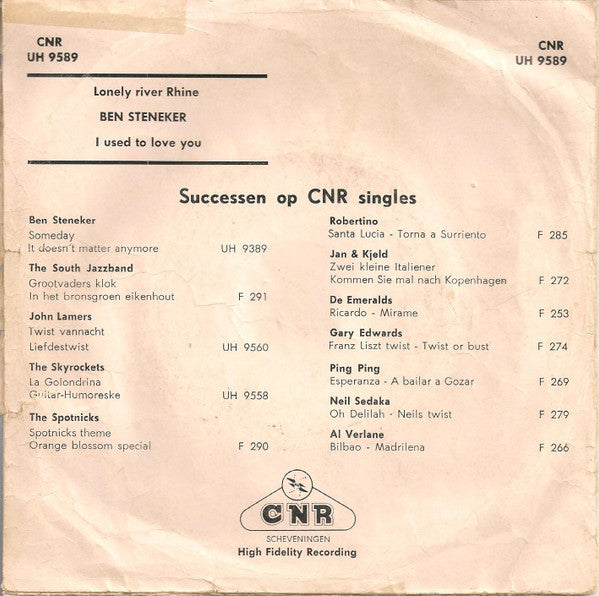 CNR
UH 9589
CNR
UH 9589
Lonely river Rhine
BEN STENEKER
I used to love you
Successen op CNR singles
Ben Steneker
Someday
It doesn't matter anymore UH 9389
The South Jazzband
Grootvaders klok
In het bronsgroen eikenhout F 291
John Lamers
Twist vannacht
Liefdestwist UH 9560
The Skyrockets
La Golondrina
Guitar-Humoreske UH 9558
The Spotnicks
Spotnicks theme
Orange blossom special F 290
Robertino
Santa Lucia - Torna a Surriento F 285
Jan & Kjeld
Zwei kleine Italiener
Kommen Sie mal nach Kopenhagen F 272
De Emeralds
Ricardo - Mirame F 253
Gary Edwards
Franz Liszt twist - Twist or bust F 274
Ping Ping
Esperanza - A bailar a Gozar F 269
Neil Sedaka
Oh Delilah - Neils twist F 279
Al Verlane
Bilbao - Madrilena F 266
CNR
SCHEVENINGEN
High Fidelity Recording